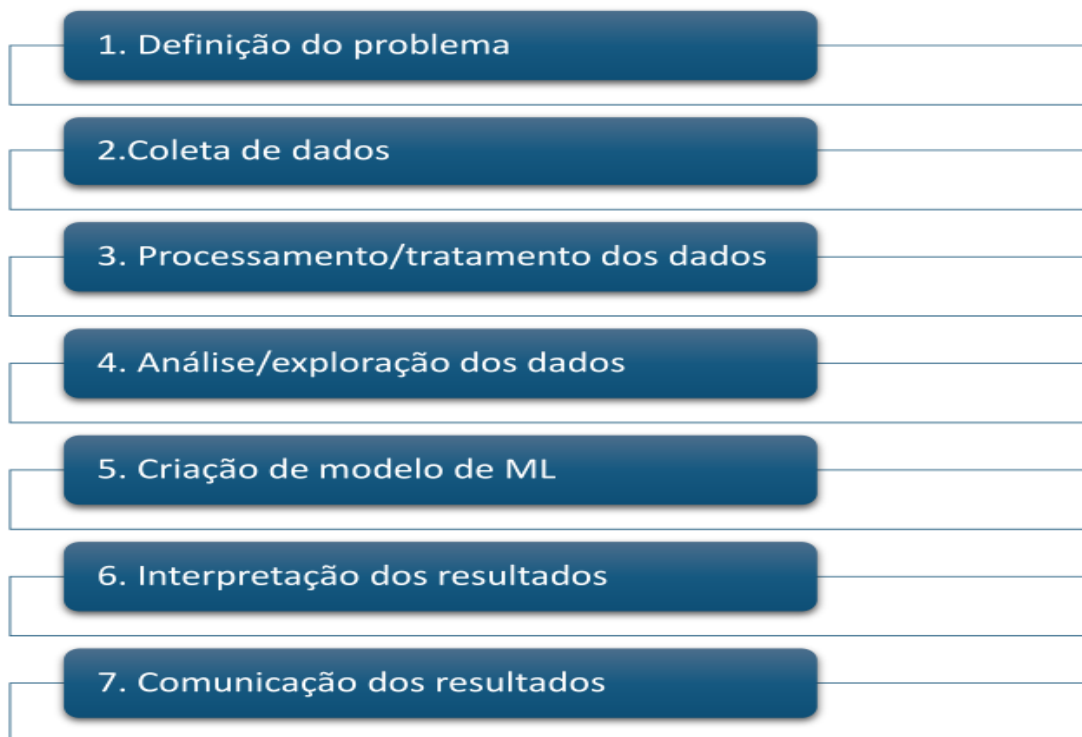 1. Definição do problema
2.Coleta de dados
3. Processamento/tratamento dos dados
4. Análise/exploração dos dados
5. Criação de modelo de ML
6. Interpretação dos resultados
7. Comunicação dos resultados